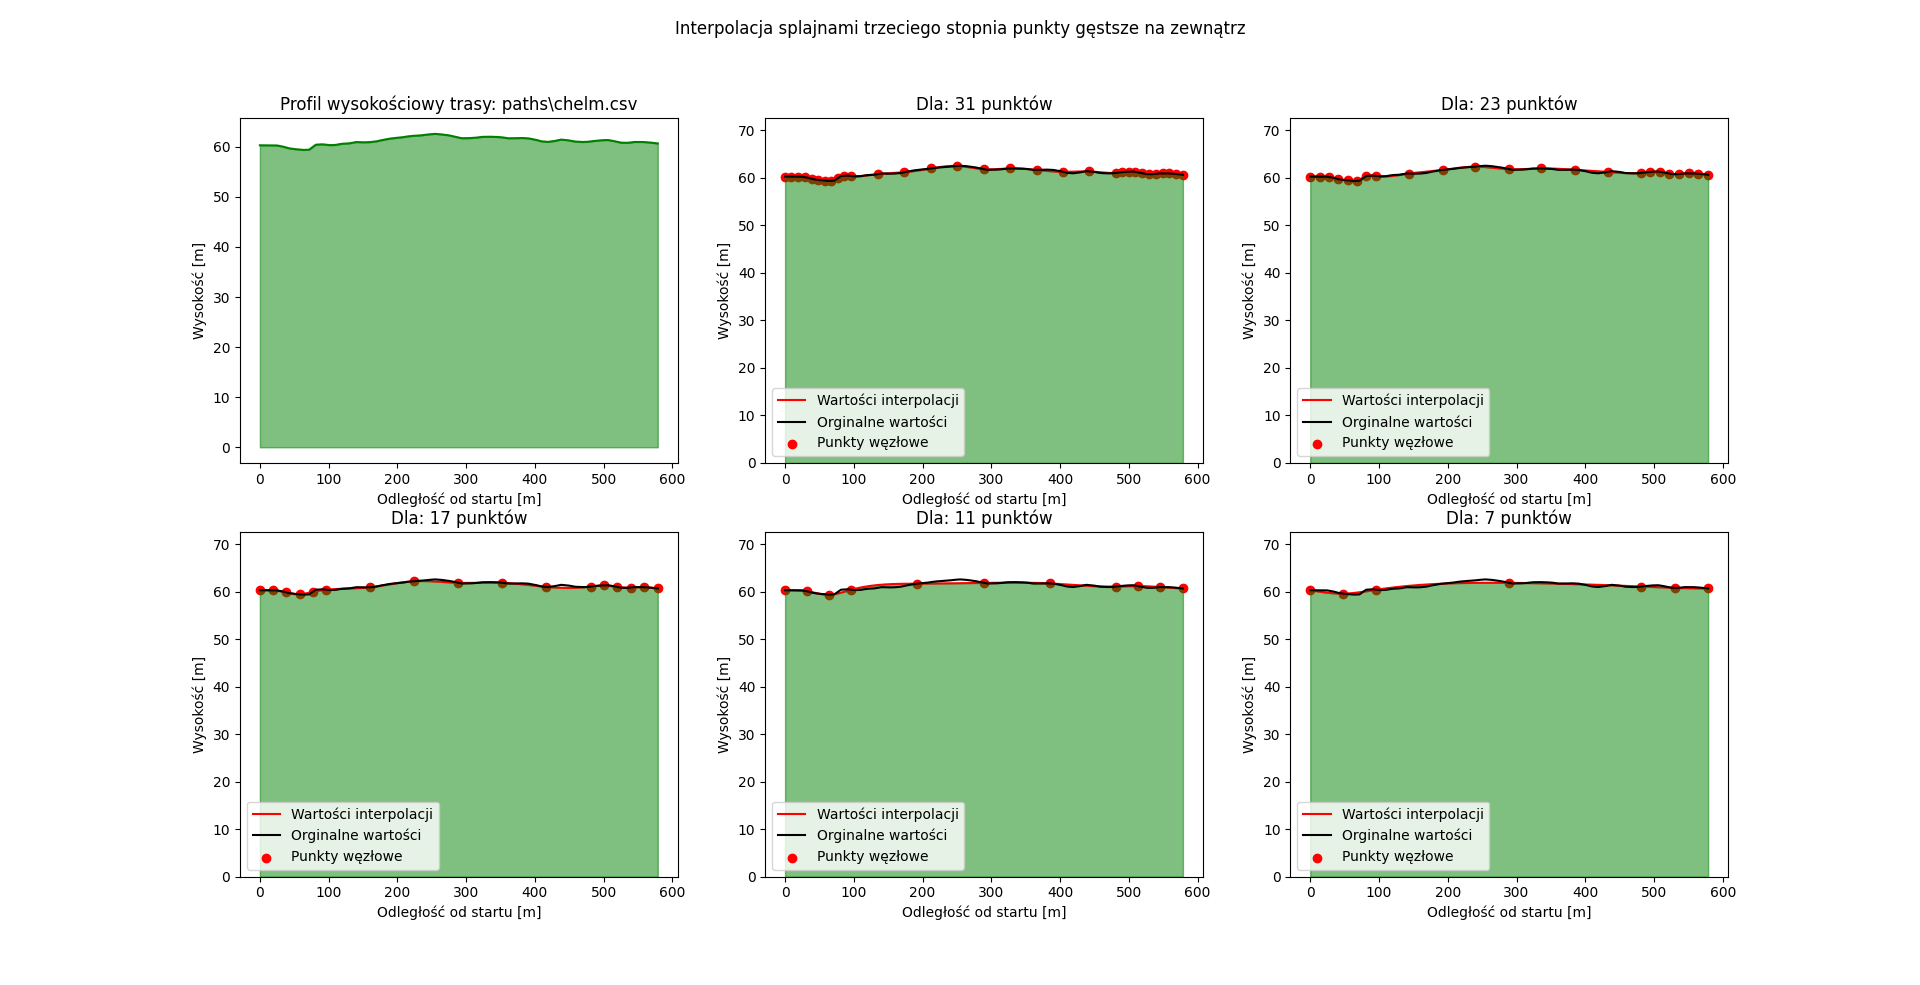 Interpolacja splajnami trzeciego stopnia punkty gęstsze na zewnątrz
Profil wysokościowy trasy: paths\chelm.csv
Wysokość [m]
60
50
40
30
20
10
0
0 100 200 300 400 500 600
Odległość od startu [m]
Dla: 31 punktów
Wysokość [m]
70
60
50
40
30
20
10
0
Wartości interpolacji
Orginalne wartości
Punkty węzłowe
0 100 200 300 400 500 600
Odległość od startu [m]
Dla: 23 punktów
Wysokość [m]
70
60
50
40
30
20
10
0
Wartości interpolacji
Orginalne wartości
Punkty węzłowe
0 100 200 300 400 500 600
Odległość od startu [m]
Dla: 17 punktów
Wysokość [m]
70
60
50
40
30
20
10
0
Wartości interpolacji
Orginalne wartości
Punkty węzłowe
0 100 200 300 400 500 600
Odległość od startu [m]
Dla: 11 punktów
Wysokość [m]
70
60
50
40
30
20
10
0
Wartości interpolacji
Orginalne wartości
Punkty węzłowe
0 100 200 300 400 500 600
Odległość od startu [m]
Dla: 7 punktów
Wysokość [m]
70
60
50
40
30
20
10
0
Wartości interpolacji
Orginalne wartości
Punkty węzłowe
0 100 200 300 400 500 600
Odległość od startu [m]